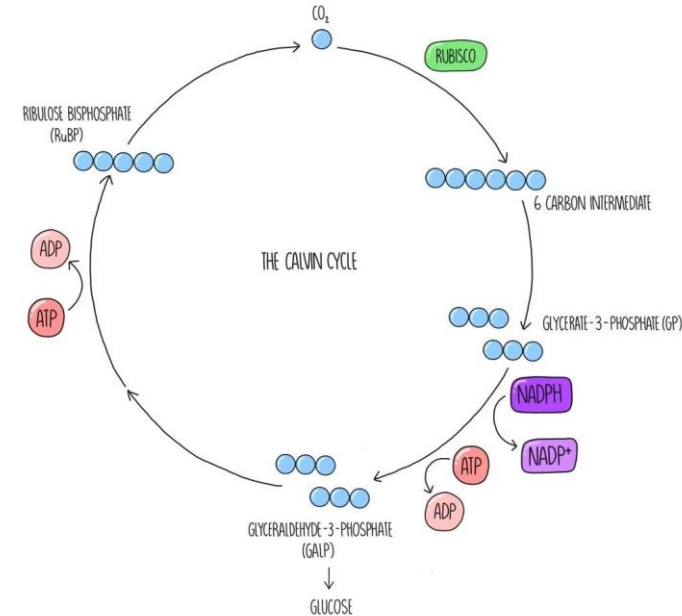 CO₂
RUBISCO
RIBULOSE BISPHOSPHATE
(RuBP)
6 CARBON INTERMEDIATE
ADP
THE CALVIN CYCLE
ATP
GLYCERATE-3-PHOSPHATE (GP)
NADPH
NADP⁺
ATP
ADP
GLYCERALDEHYDE-3-PHOSPHATE
(GALP)
GLUCOSE